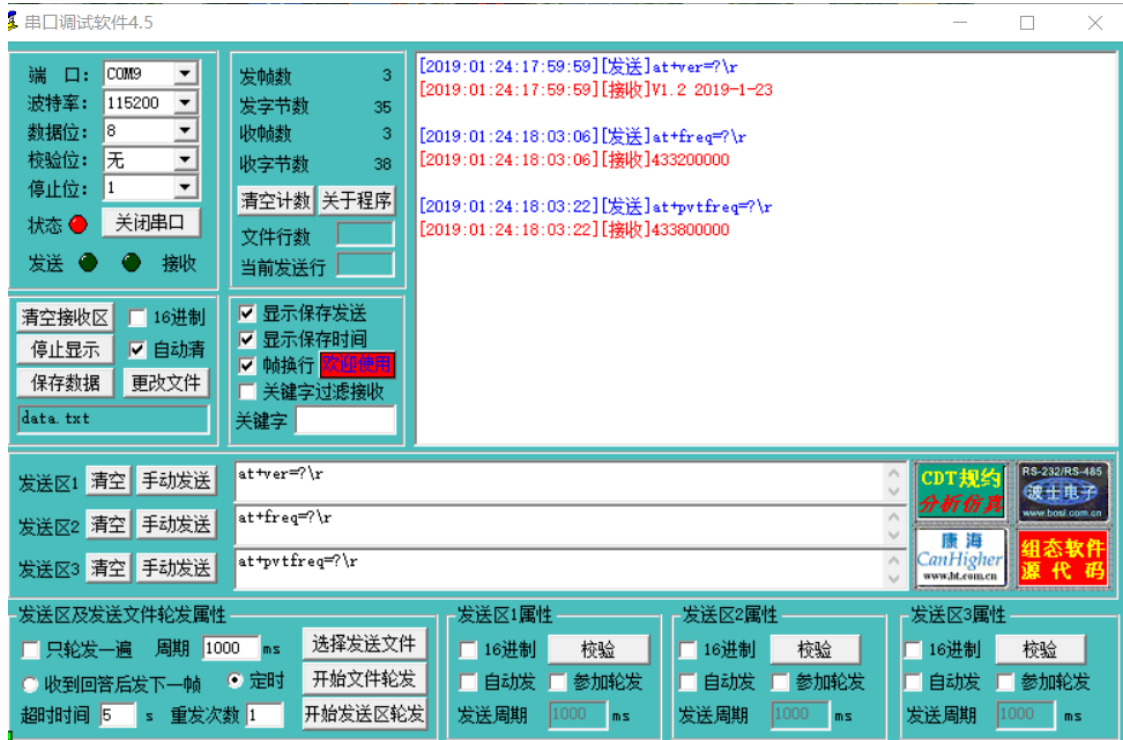 串口调试软件4.5
端 口: COM9
波特率: 115200
数据位: 8
校验位: 无
停止位: 1
状态 关闭串口
发送 接收
发帧数 3
发字节数 35
收帧数 3
收字节数 38
清空计数 关于程序
文件行数
当前发送行
[2019:01:24:17:59:59][发送]at+ver=?\r
[2019:01:24:17:59:59][接收]V1.2 2019-1-23
[2019:01:24:18:03:06][发送]at+freq=?\r
[2019:01:24:18:03:06][接收]433200000
[2019:01:24:18:03:22][发送]at+pvtfreq=?\r
[2019:01:24:18:03:22][接收]433800000
清空接收区 16进制
停止显示 自动清
保存数据 更改文件
data.txt
显示保存发送
显示保存时间
帧换行 欢迎使用
关键字过滤接收
关键字
发送区1 清空 手动发送 at+ver=?\r
发送区2 清空 手动发送 at+freq=?\r
发送区3 清空 手动发送 at+pvtfreq=?\r
CDT规约
分析仿真
RS-232/RS-485
波士电子
www.bosi.com.cn
康海
CanHigher
www.ht.com.cn
组态软件
源代码
发送区及发送文件轮发属性
只轮发一遍 周期 1000 ms 选择发送文件
收到回答后发下一帧 定时 开始文件轮发
超时时间 5 s 重发次数 1 开始发送区轮发
发送区1属性
16进制 校验
自动发 参加轮发
发送周期 1000 ms
发送区2属性
16进制 校验
自动发 参加轮发
发送周期 1000 ms
发送区3属性
16进制 校验
自动发 参加轮发
发送周期 1000 ms